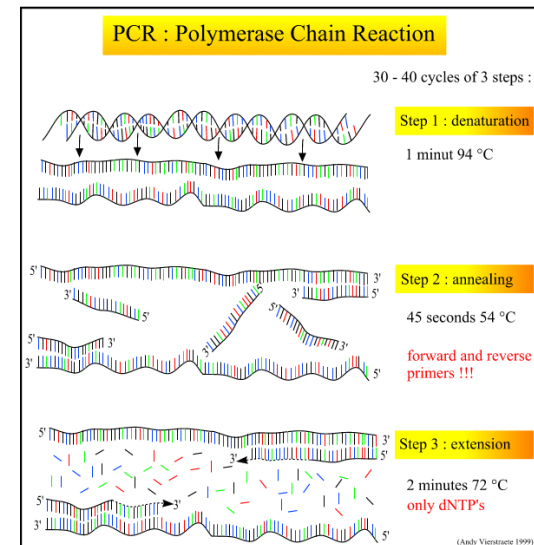 PCR : Polymerase Chain Reaction
30 - 40 cycles of 3 steps :
Step 1 : denaturation
1 minut 94 °C
Step 2 : annealing
5'
3'
3'
5'
5'
3'
5'
3'
5'
3'
5'
3'
3'
5'
45 seconds 54 °C
forward and reverse
primers !!!
Step 3 : extension
5'
3'
3'
5'
5'
3'
3'
5'
2 minutes 72 °C
only dNTP's
(Andy Vierstraete 1999)